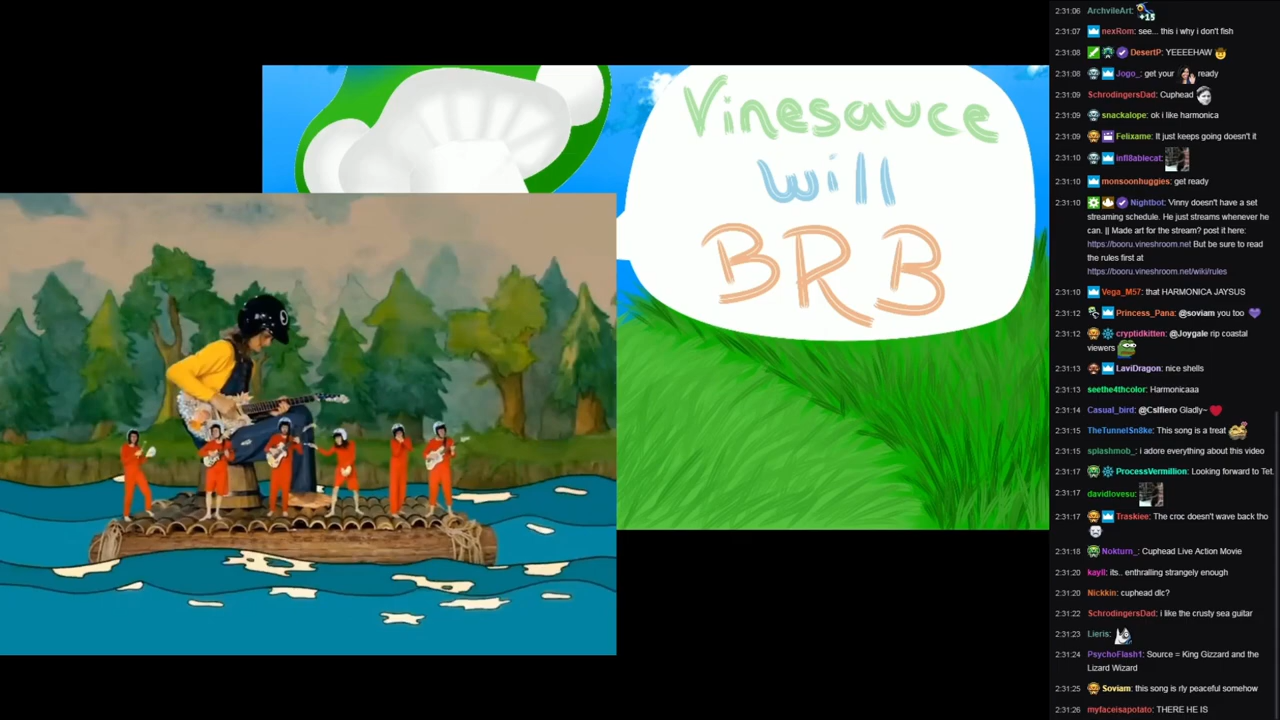 Vinesauce
will
BRB
2:31:06 ArchvileArt: +15
2:31:07 nexRom: see... this i why i don't fish
2:31:08 DesertP: YEEEEHAW
2:31:08 Jogo_: get your ready
2:31:09 SchrodingersDad: Cuphead
2:31:09 snackalope: ok i like harmonica
2:31:09 Felixame: It just keeps going doesn't it
2:31:10 infl8ablecat:
2:31:10 monsoonhuggies: get ready
2:31:10 Nightbot: Vinny doesn't have a set
streaming schedule. He just streams whenever he
can. || Made art for the stream? post it here:
https://booru.vineshroom.net But be sure to read
the rules first at
https://booru.vineshroom.net/wiki/rules
2:31:10 Vega_M57: that HARMONICA JAYSUS
2:31:12 Princess_Pana: @soviam you too
2:31:12 cryptidkitten: @Joygale rip coastal
viewers
2:31:13 LaviDragon: nice shells
2:31:13 seethe4thcolor: Harmonicaaa
2:31:14 Casual_bird: @Cslfiero Gladly~
2:31:15 TheTunnelSn8ke: This song is a treat
2:31:15 splashmob_: i adore everything about this video
2:31:17 ProcessVermillion: Looking forward to Tet.
2:31:17 davidlovesu:
2:31:17 Traskiee: The croc doesn't wave back tho
2:31:18 Nokturn_: Cuphead Live Action Movie
2:31:20 kayll: its.. enthralling strangely enough
2:31:20 Nickkin: cuphead dlc?
2:31:22 SchrodingersDad: i like the crusty sea guitar
2:31:23 Lieris:
2:31:24 PsychoFlash1: Source = King Gizzard and the
Lizard Wizard
2:31:25 Soviam: this song is rly peaceful somehow
2:31:26 myfaceisapotato: THERE HE IS